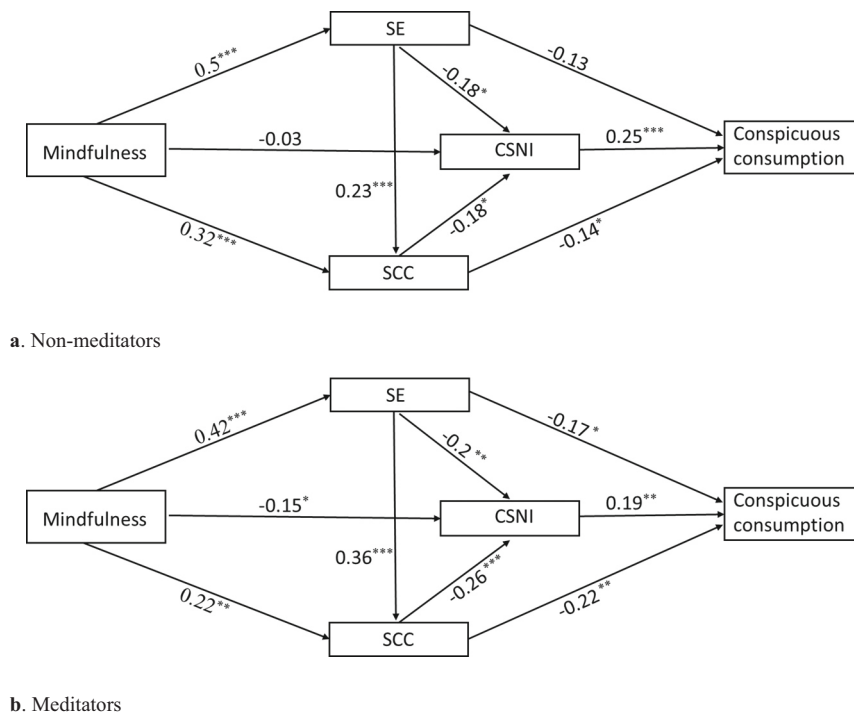 SE
0.5***
-0.13
-0.18*
Mindfulness
-0.03
CSNI
0.25***
Conspicuous
consumption
0.23***
0.32***
-0.18*
-0.14*
SCC
a. Non-meditators
SE
0.42***
-0.17*
-0.2**
Mindfulness
-0.15*
CSNI
0.19**
Conspicuous
consumption
0.36***
0.22**
-0.26***
-0.22**
SCC
b. Meditators